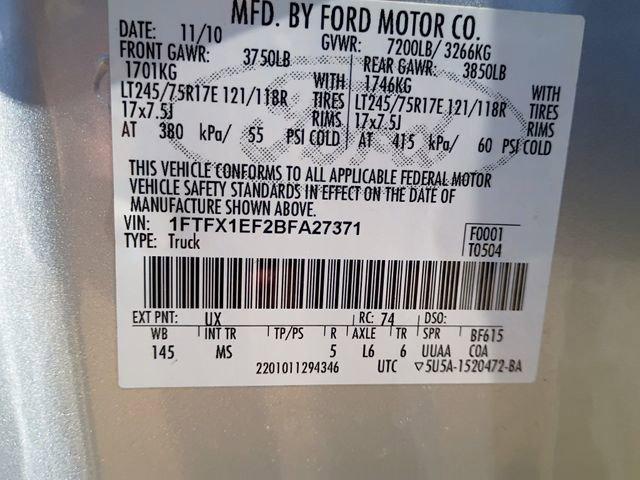 MFD. BY FORD MOTOR CO.
DATE: 11/10 GVWR: 7200LB/ 3266KG
FRONT GAWR: 3750LB REAR GAWR: 3850LB
1701KG WITH 1746KG WITH
LT245/75R17E 121/118R TIRES LT245/75R17E 121/118R TIRES
17x7.5J RIMS 17x7.5J RIMS
AT 380 kPa/ 55 PSI COLD AT 415 kPa/ 60 PSI COLD
THIS VEHICLE CONFORMS TO ALL APPLICABLE FEDERAL MOTOR
VEHICLE SAFETY STANDARDS IN EFFECT ON THE DATE OF
MANUFACTURE SHOWN ABOVE.
VIN: 1FTFX1EF2BFA27371 F0001
TYPE: Truck T0504
EXT PNT: UX RC: 74 DSO:
WB INT TR TP/PS R AXLE TR SPR BF615
145 MS 5 L6 6 UUAA COA
2201011294346 UTC ▽5U5A-1520472-BA